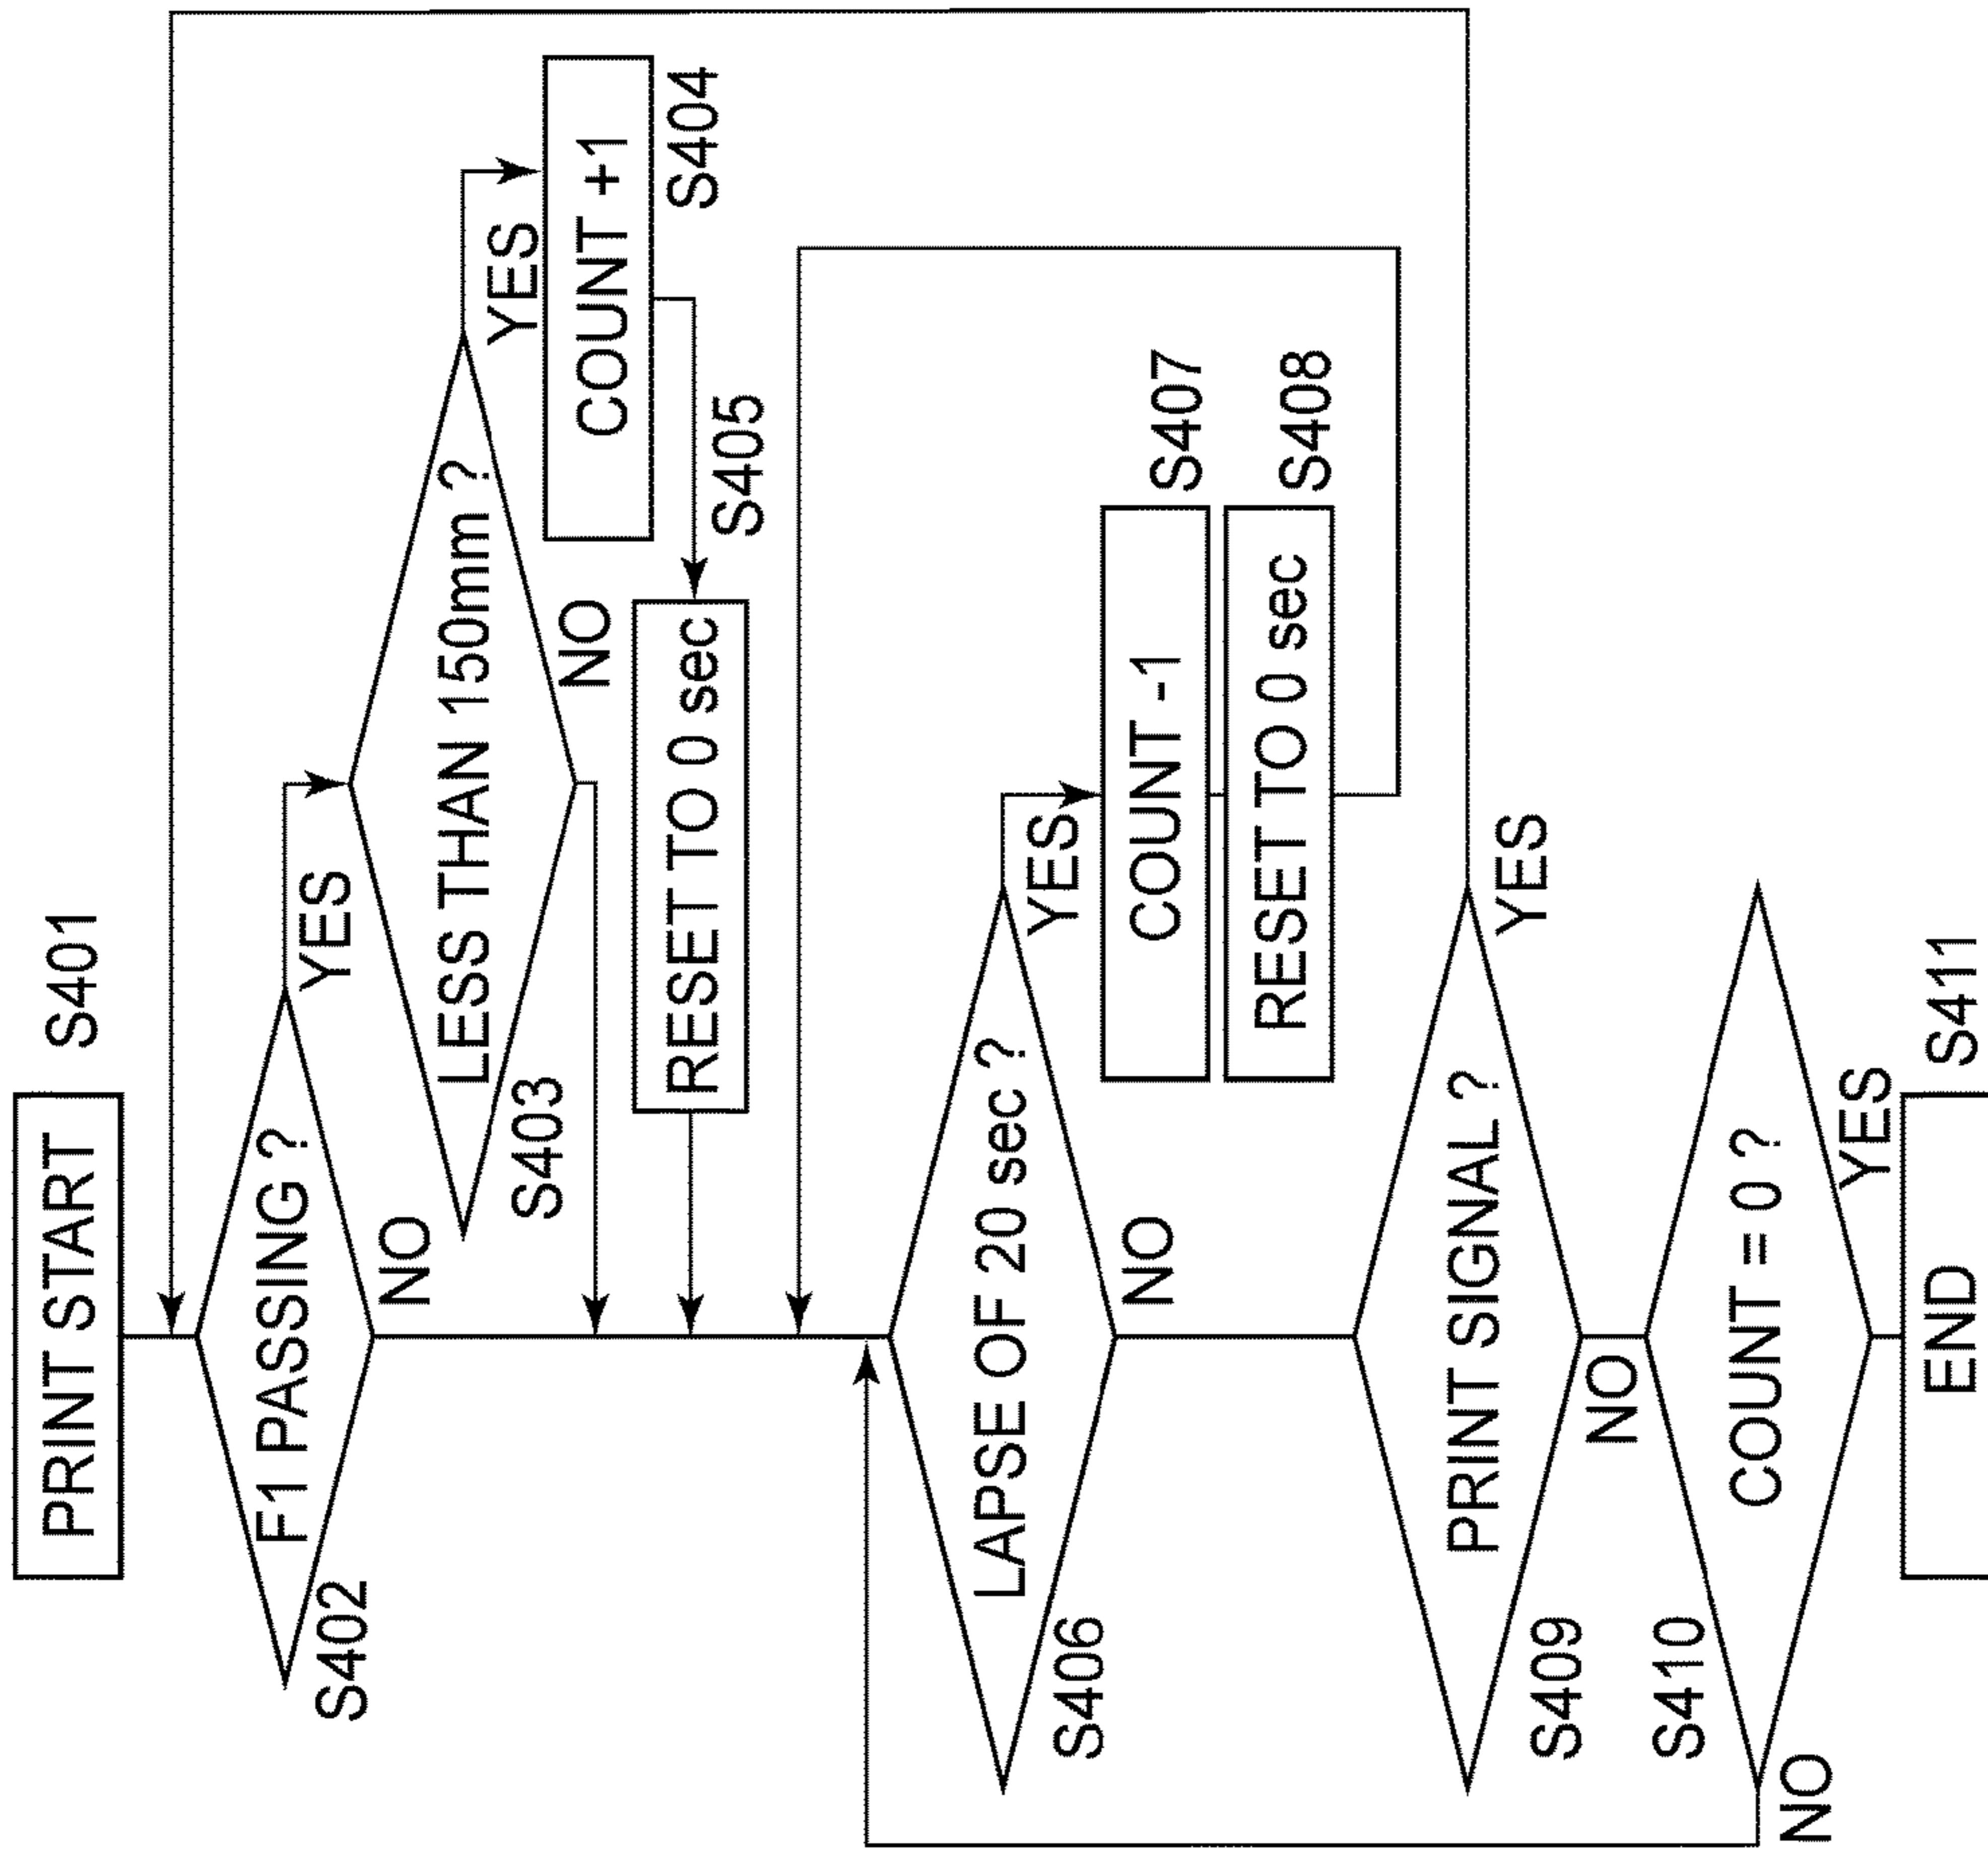 PRINT START
S401
F1 PASSING ?
S402
YES
NO
LESS THAN 150mm ?
S403
YES
NO
COUNT +1
S404
S405
RESET TO 0 sec
LAPSE OF 20 sec ?
S406
YES
NO
COUNT -1
S407
RESET TO 0 sec
S408
PRINT SIGNAL ?
S409
YES
NO
COUNT = 0 ?
S410
NO
YES
END
S411